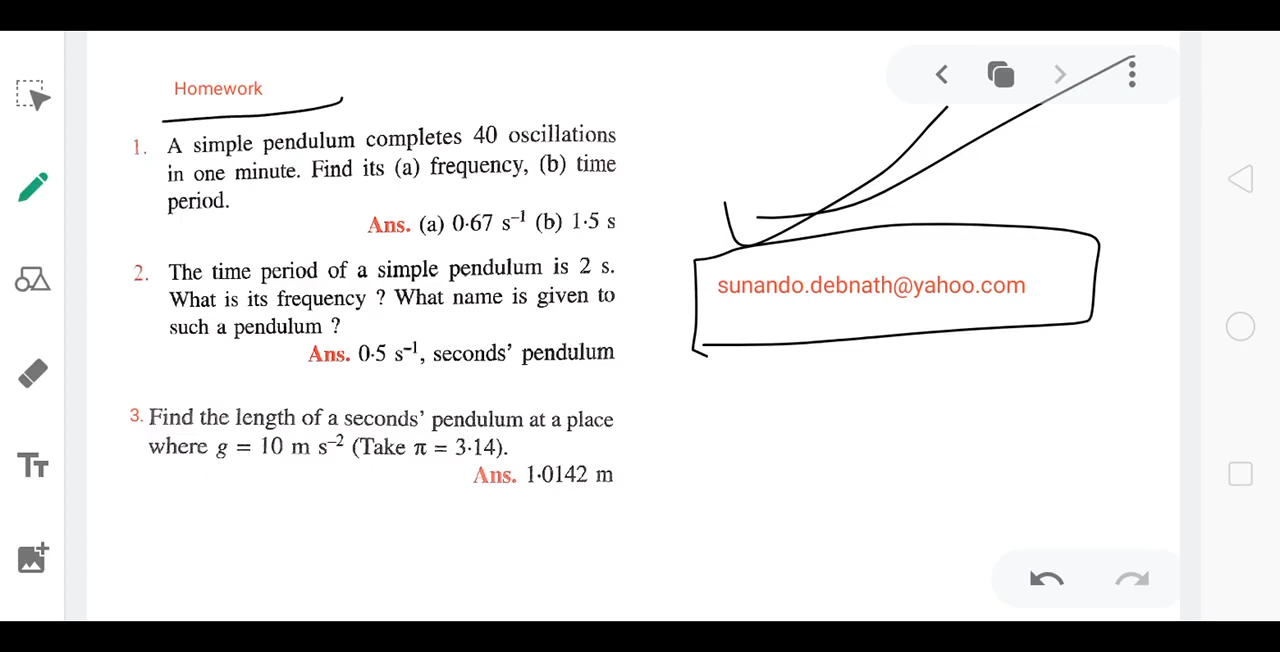 Homework
1. A simple pendulum completes 40 oscillations
in one minute. Find its (a) frequency, (b) time
period.
Ans. (a) 0·67 s⁻¹ (b) 1·5 s
2. The time period of a simple pendulum is 2 s.
What is its frequency ? What name is given to
such a pendulum ?
Ans. 0·5 s⁻¹, seconds’ pendulum
3. Find the length of a seconds’ pendulum at a place
where g = 10 m s⁻² (Take π = 3·14).
Ans. 1·0142 m
sunando.debnath@yahoo.com
TT